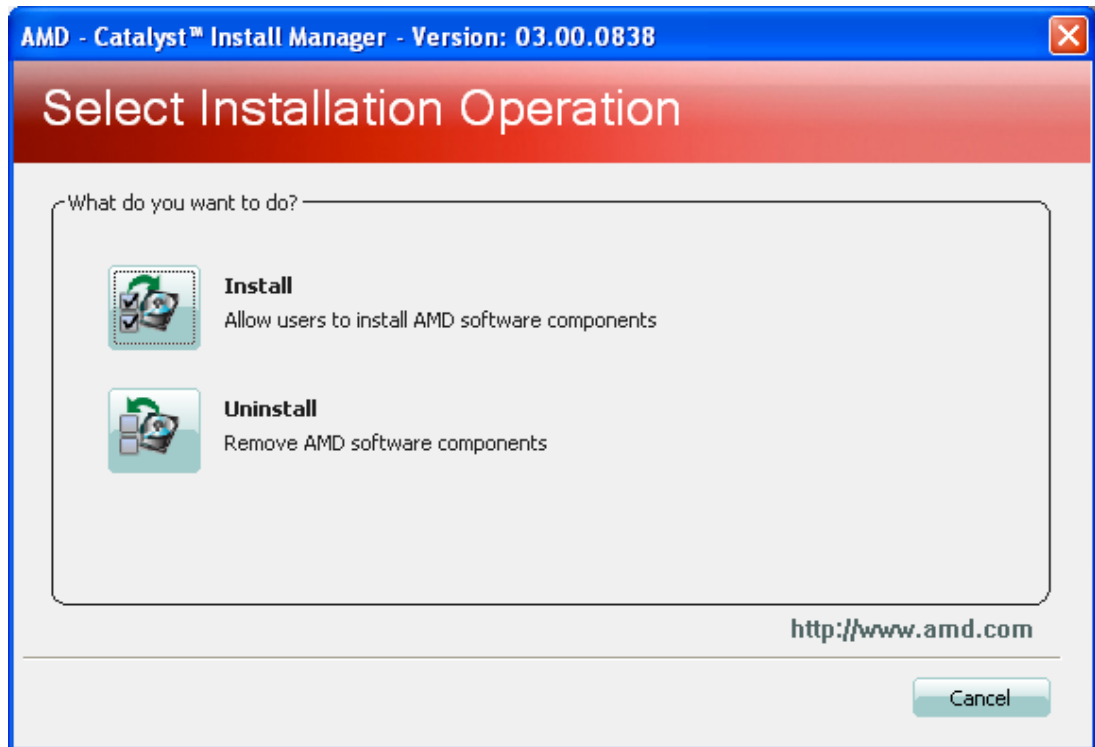 AMD - Catalyst™ Install Manager - Version: 03.00.0838
Select Installation Operation
What do you want to do?
Install
Allow users to install AMD software components
Uninstall
Remove AMD software components
http://www.amd.com
Cancel